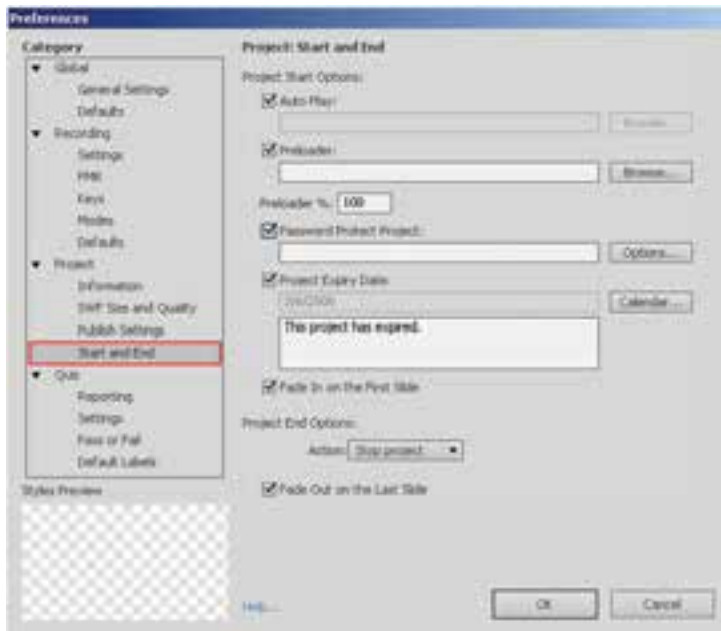 Preferences
Category
Global
General Settings
Defaults
Recording
Settings
FMR
Keys
Modes
Defaults
Project
Information
SWF Size and Quality
Publish Settings
Start and End
Quiz
Reporting
Settings
Pass or Fail
Default Labels
Styles Preview
Project: Start and End
Project Start Options:
Auto Play:
Browse...
Preloader:
Browse...
Preloader %: 100
Password Protect Project:
Options...
Project Expiry Date:
Calendar...
This project has expired.
Fade In on the First Slide
Project End Options:
Action: Stop project
Fade Out on the Last Slide
Help...
OK
Cancel